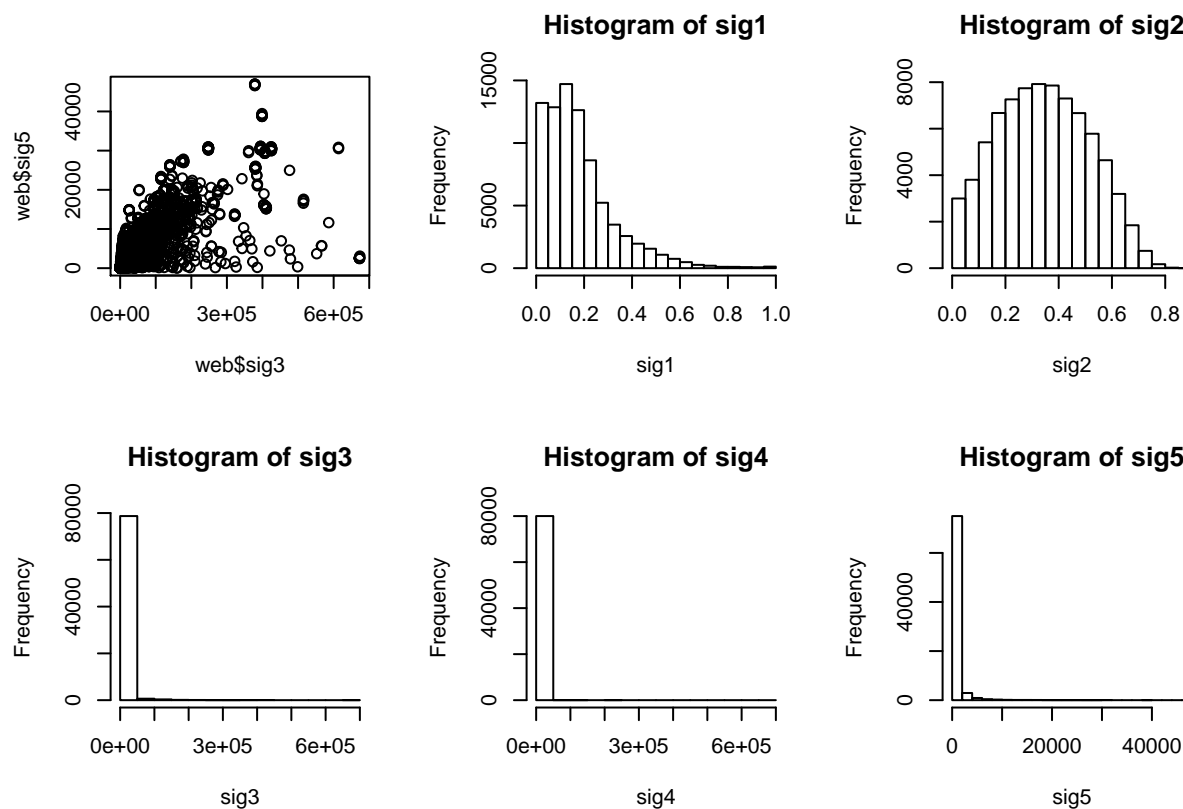 web$sig5
0
20000
40000
0e+00
3e+05
6e+05
web$sig3
Histogram of sig1
Frequency
0
5000
15000
0.0
0.2
0.4
0.6
0.8
1.0
sig1
Histogram of sig2
Frequency
0
4000
8000
0.0
0.2
0.4
0.6
0.8
sig2
Histogram of sig3
Frequency
0
40000
80000
0e+00
3e+05
6e+05
sig3
Histogram of sig4
Frequency
0
40000
80000
0e+00
3e+05
6e+05
sig4
Histogram of sig5
Frequency
0
40000
0
20000
40000
sig5